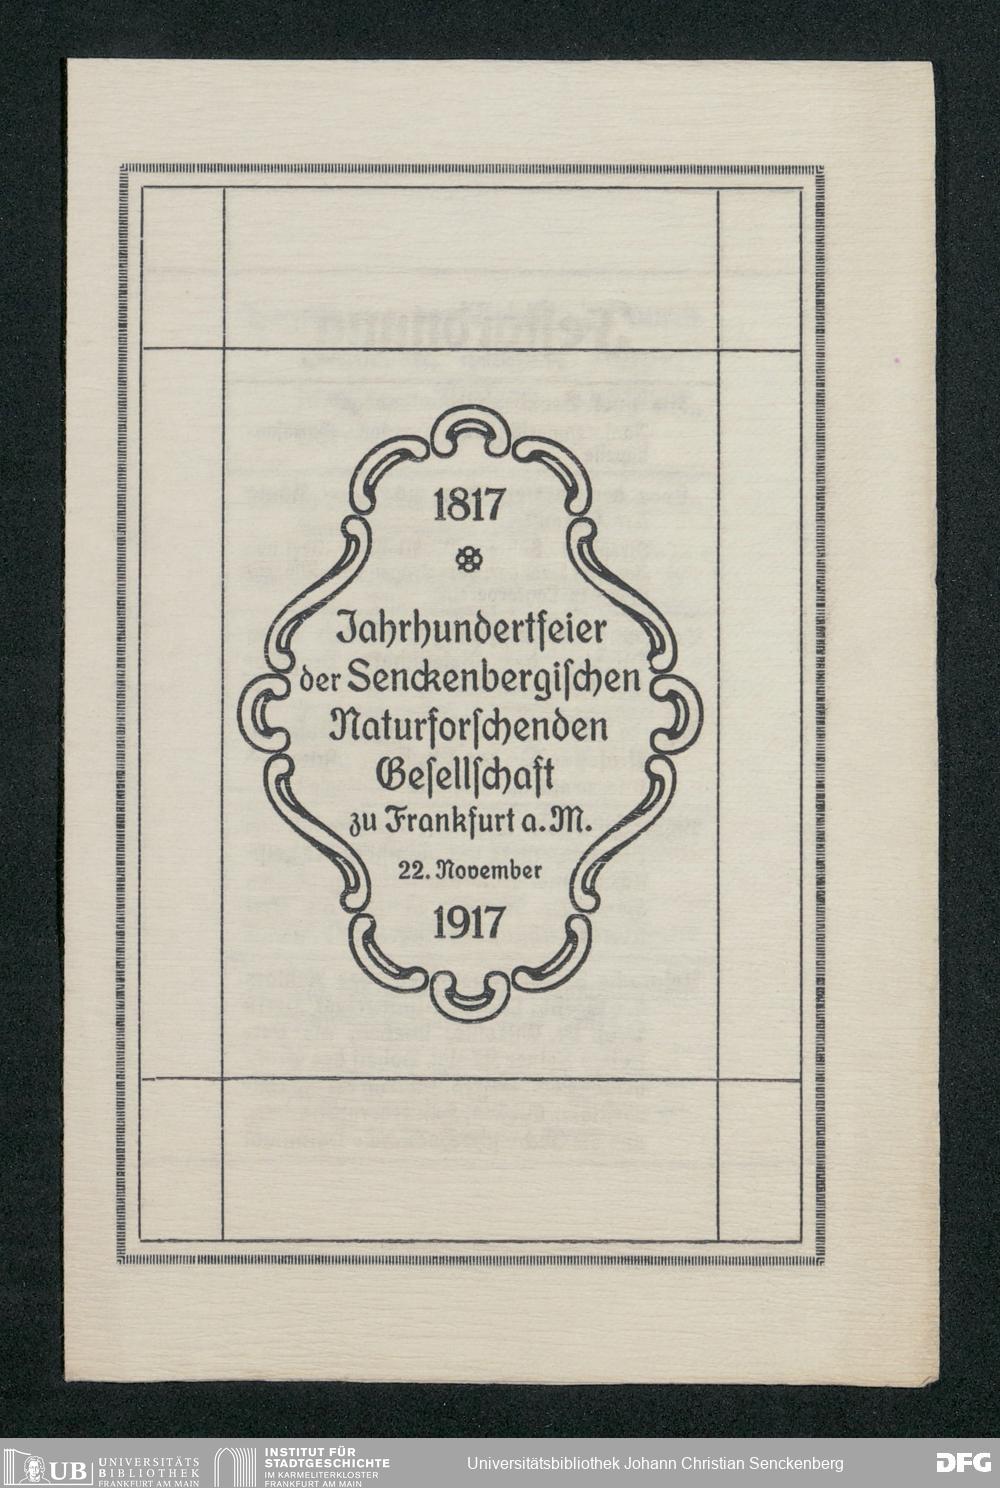 1817
Jahrhundertfeier
der Senckenbergiſchen
Naturforſchenden
Geſellſchaft
zu Frankfurt a. M.
22. November
1917
UB
UNIVERSITÄTS
BIBLIOTHEK
FRANKFURT AM MAIN
INSTITUT FÜR
STADTGESCHICHTE
IM KARMELITERKLOSTER
FRANKFURT AM MAIN
Universitätsbibliothek Johann Christian Senckenberg
DFG